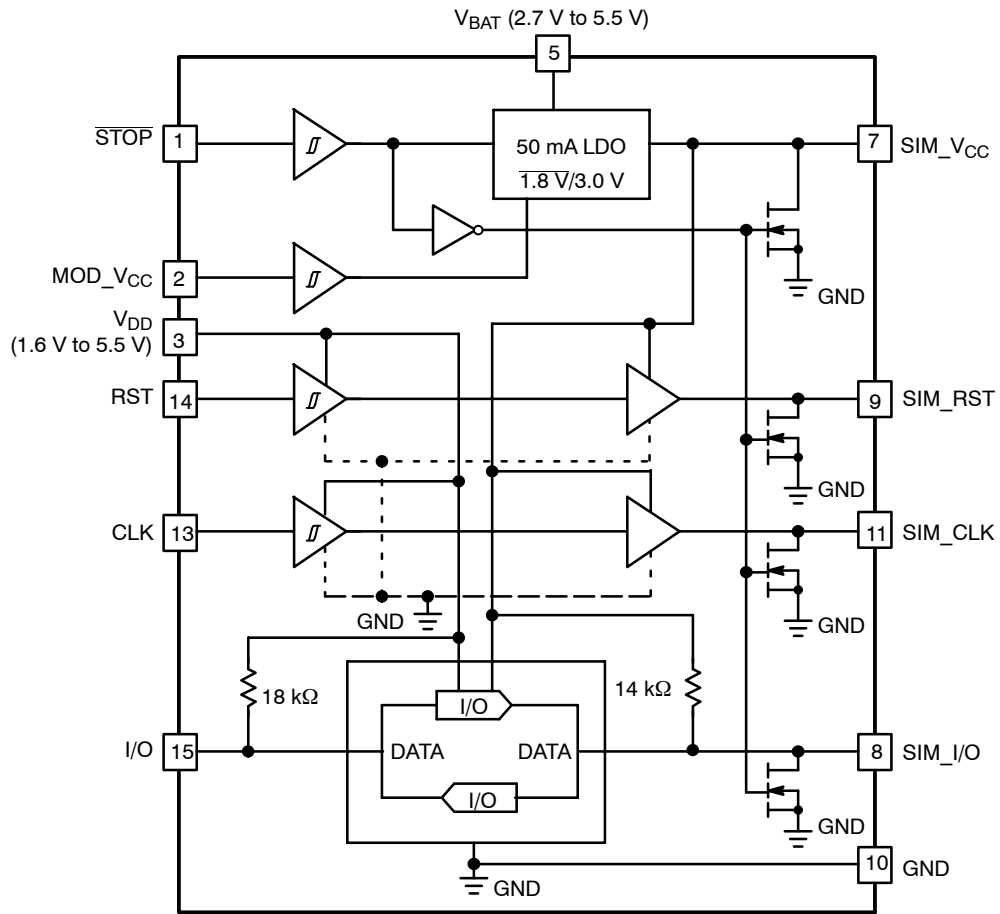 V_BAT (2.7 V to 5.5 V)
5
STOP
1
50 mA LDO
1.8 V/3.0 V
7
SIM_V_CC
MOD_V_CC
2
GND
V_DD
(1.6 V to 5.5 V)
3
RST
14
9
SIM_RST
GND
CLK
13
11
SIM_CLK
GND
GND
18 kΩ
14 kΩ
I/O
I/O
15
DATA
DATA
8
SIM_I/O
I/O
GND
10
GND
GND